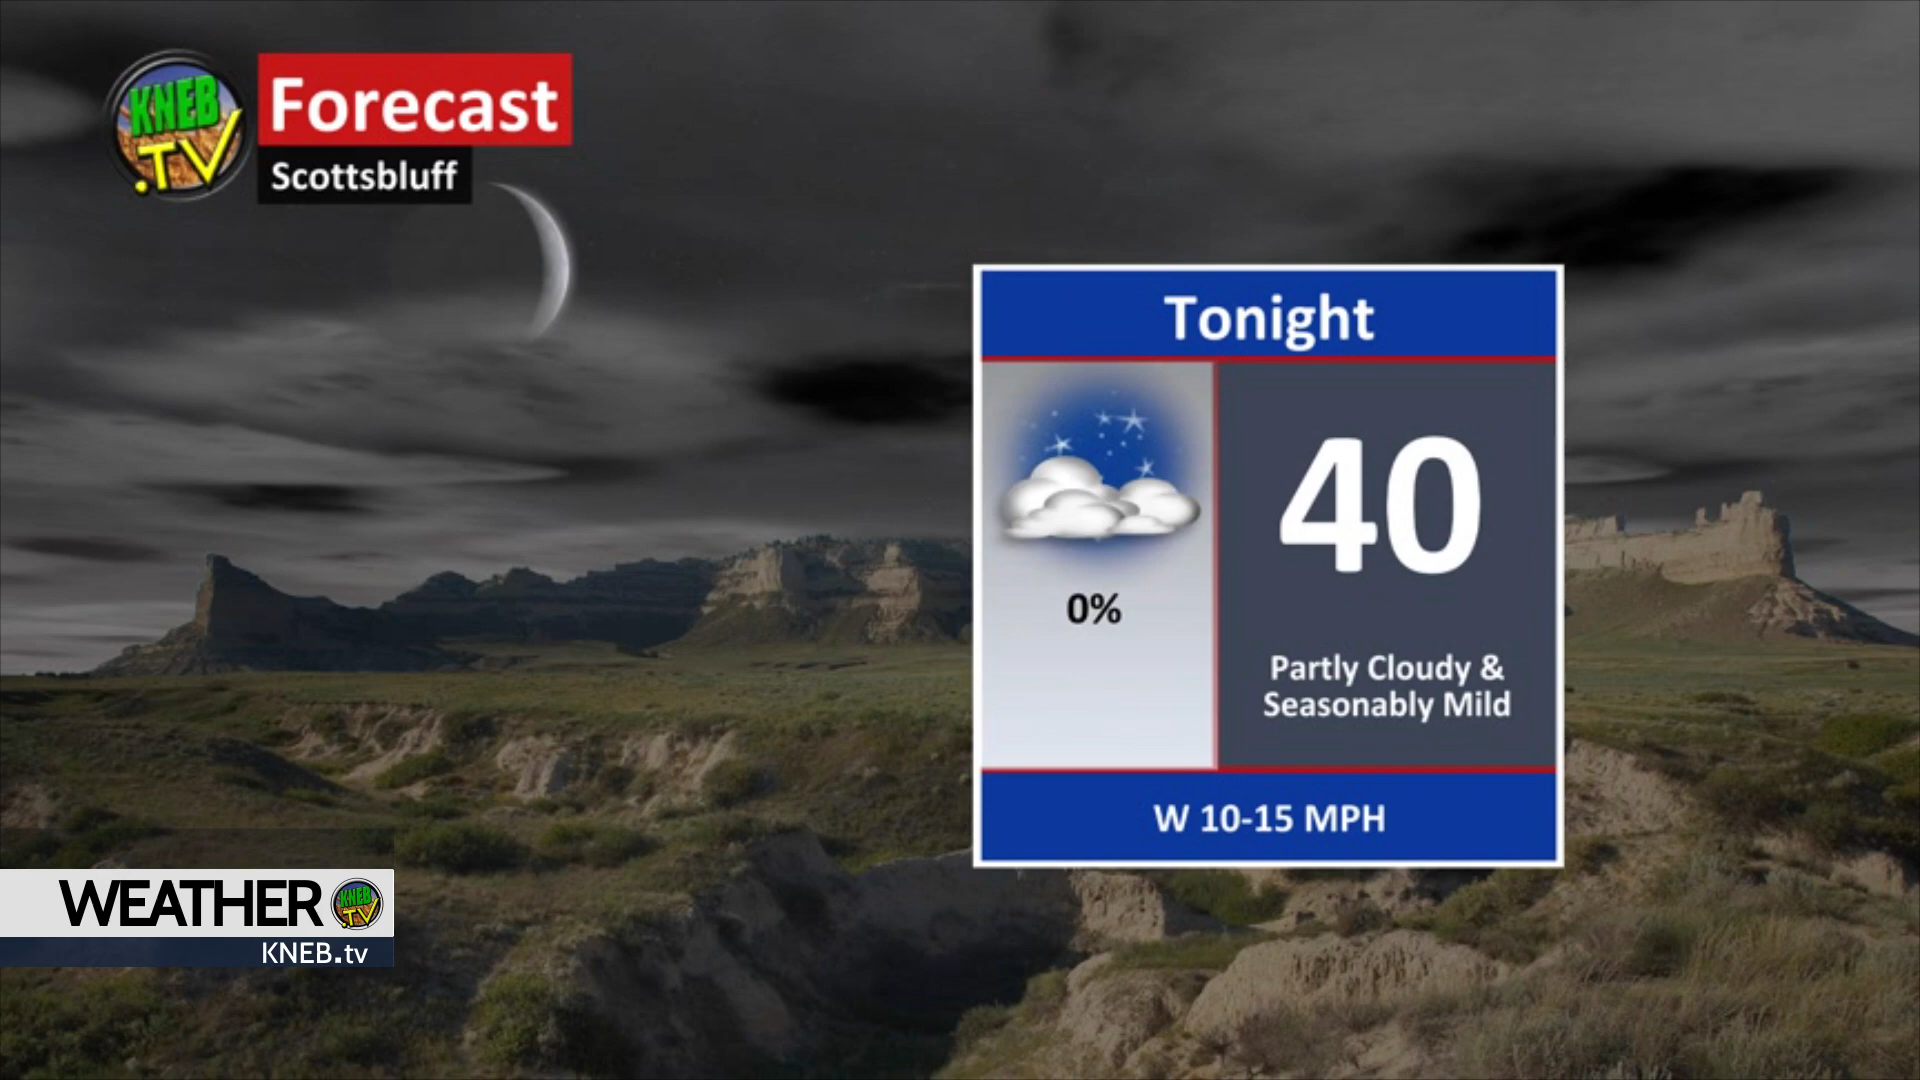 KNEB
.TV
Forecast
Scottsbluff
Tonight
40
0%
Partly Cloudy &
Seasonably Mild
W 10-15 MPH
WEATHER
KNEB
.TV
KNEB.tv